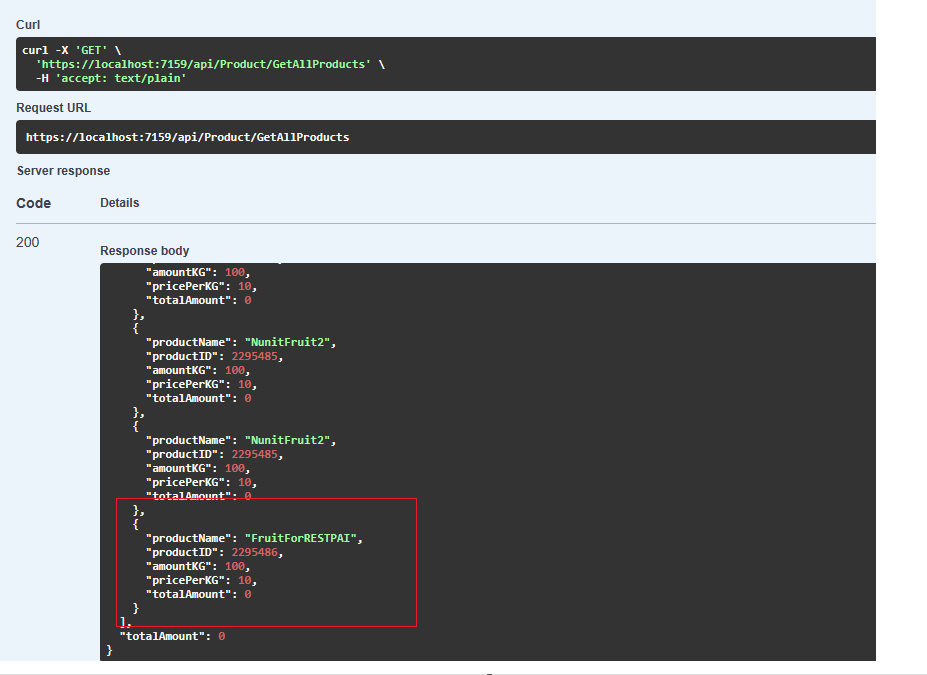 Curl
curl -X 'GET' \
  'https://localhost:7159/api/Product/GetAllProducts' \
  -H 'accept: text/plain'
Request URL
https://localhost:7159/api/Product/GetAllProducts
Server response
Code Details
200
Response body
      "amountKG": 100,
      "pricePerKG": 10,
      "totalAmount": 0
    },
    {
      "productName": "NunitFruit2",
      "productID": 2295485,
      "amountKG": 100,
      "pricePerKG": 10,
      "totalAmount": 0
    },
    {
      "productName": "NunitFruit2",
      "productID": 2295485,
      "amountKG": 100,
      "pricePerKG": 10,
      "totalAmount": 0
    },
    {
      "productName": "FruitForRESTPAI",
      "productID": 2295486,
      "amountKG": 100,
      "pricePerKG": 10,
      "totalAmount": 0
    }
  ],
  "totalAmount": 0
}